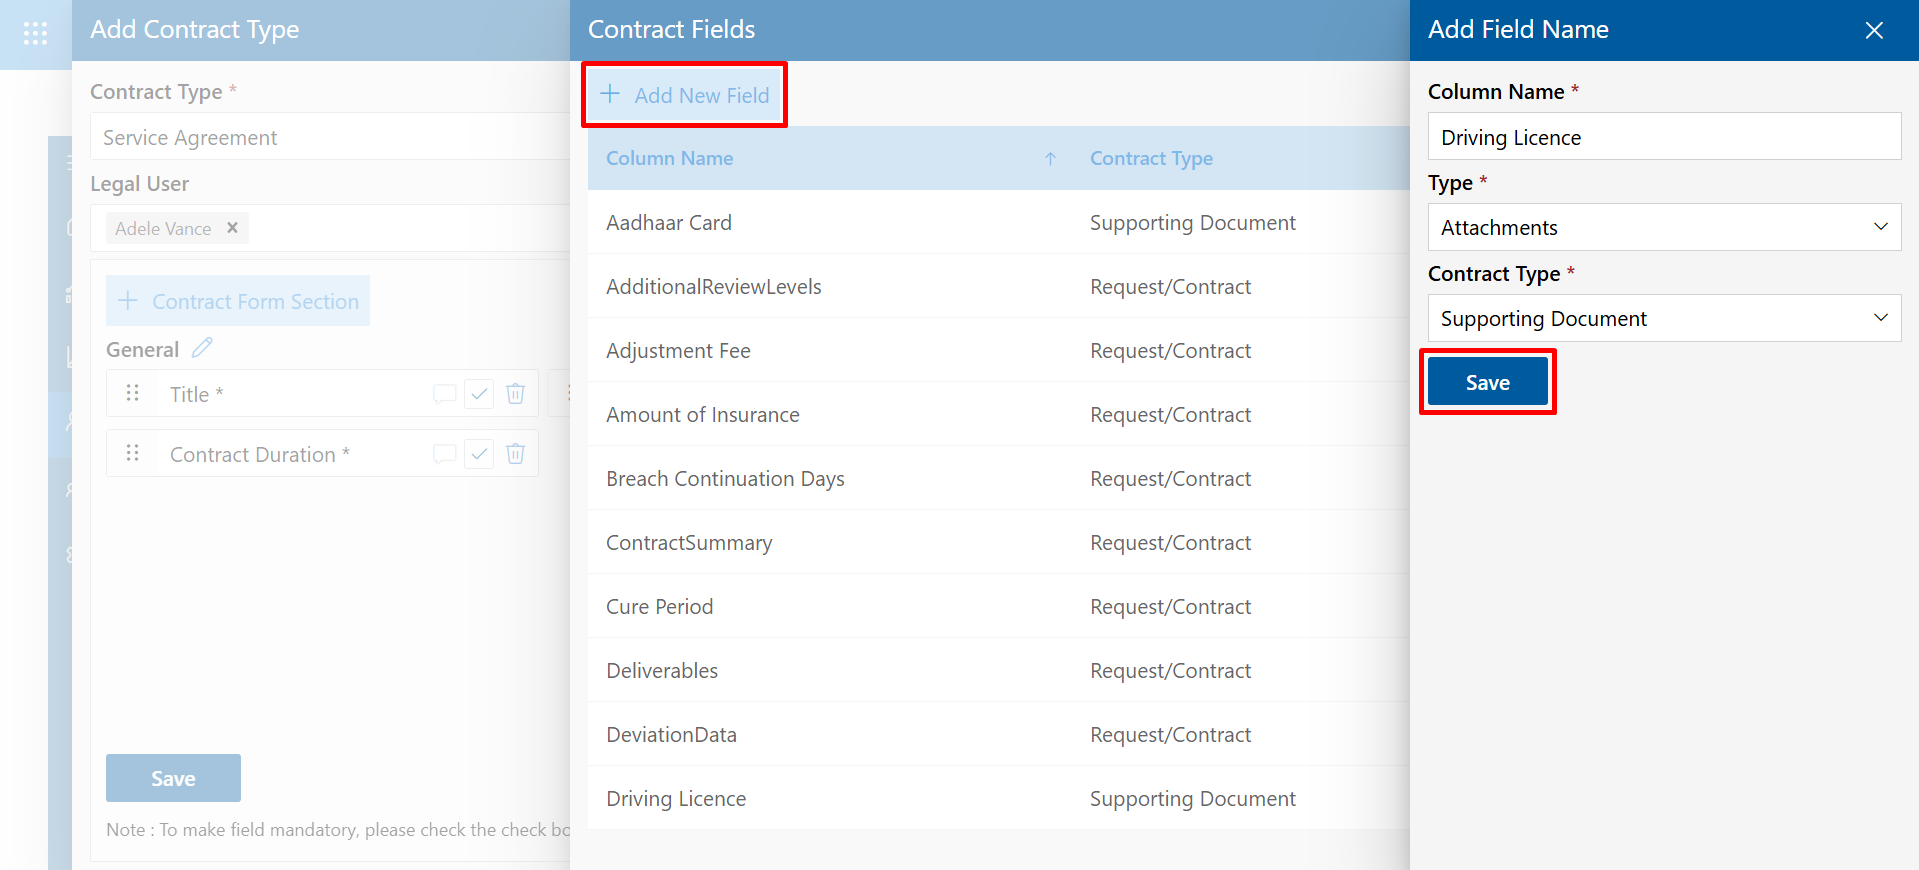 Add Contract Type
Contract Type *
Service Agreement
Legal User
Adele Vance
Contract Form Section
General
Title *
Contract Duration *
Save
Note : To make field mandatory, please check the check
Contract Fields
Add New Field
Column Name Contract Type
Aadhaar Card Supporting Document
AdditionalReviewLevels Request/Contract
Adjustment Fee Request/Contract
Amount of Insurance Request/Contract
Breach Continuation Days Request/Contract
ContractSummary Request/Contract
Cure Period Request/Contract
Deliverables Request/Contract
DeviationData Request/Contract
Driving Licence Supporting Document
Add Field Name
Column Name *
Driving Licence
Type *
Attachments
Contract Type *
Supporting Document
Save